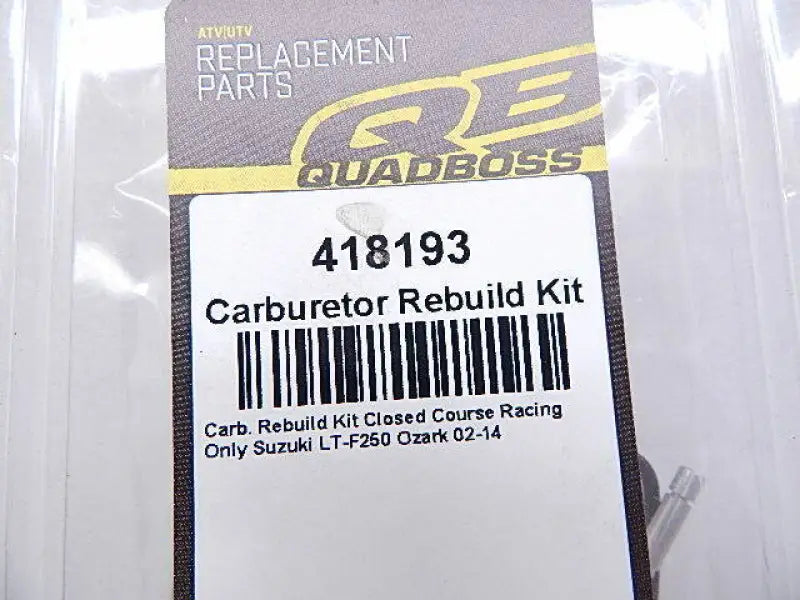 ATV|UTV
REPLACEMENT
PARTS
QB
QUADBOSS
418193
Carburetor Rebuild Kit
Carb. Rebuild Kit Closed Course Racing
Only Suzuki LT-F250 Ozark 02-14